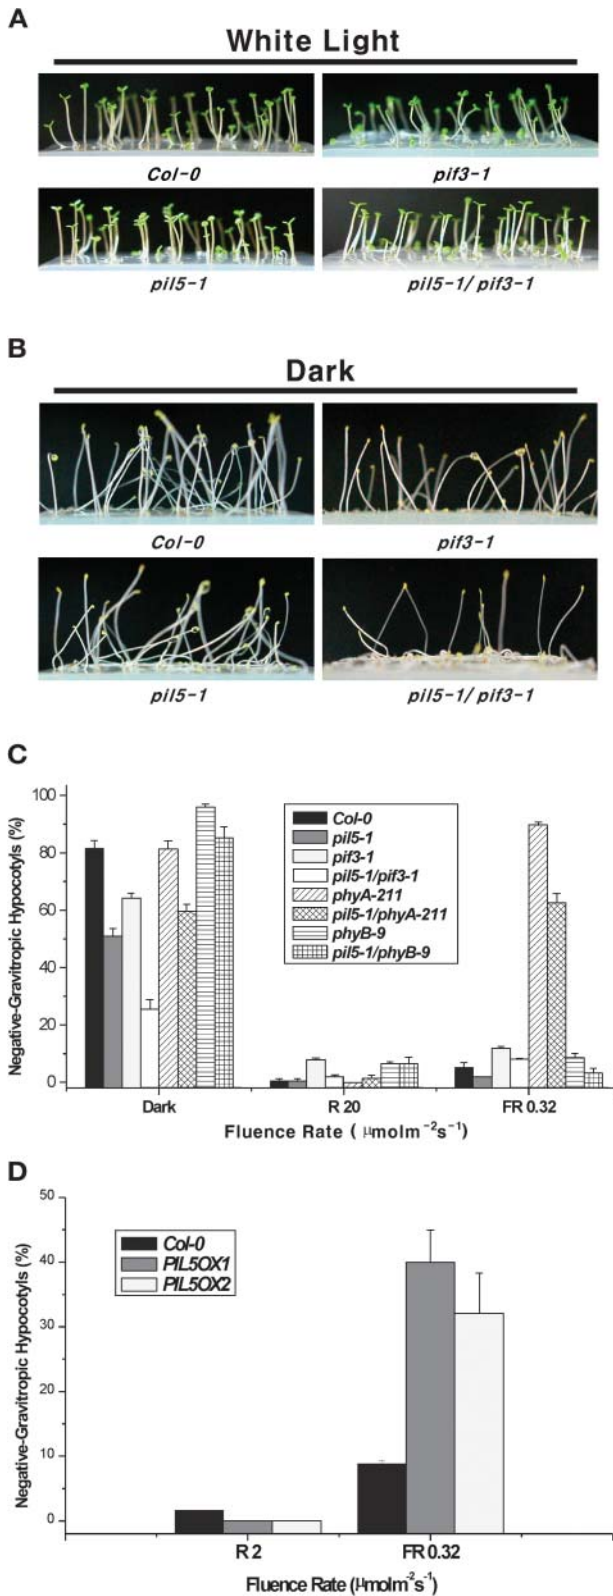 A
White Light
Col-0
pif3-1
pil5-1
pil5-1/pif3-1
B
Dark
Col-0
pif3-1
pil5-1
pil5-1/pif3-1
C
Negative-Gravitropic Hypocotyls (%)
100
80
60
40
20
0
Col-0
pil5-1
pif3-1
pil5-1/pif3-1
phyA-211
pil5-1/phyA-211
phyB-9
pil5-1/phyB-9
Dark
R 20
FR 0.32
Fluence Rate ( μmolm⁻²s⁻¹)
D
Negative-Gravitropic Hypocotyls (%)
50
40
30
20
10
0
Col-0
PIL5OX1
PIL5OX2
R 2
FR 0.32
Fluence Rate (μmolm⁻²s⁻¹)